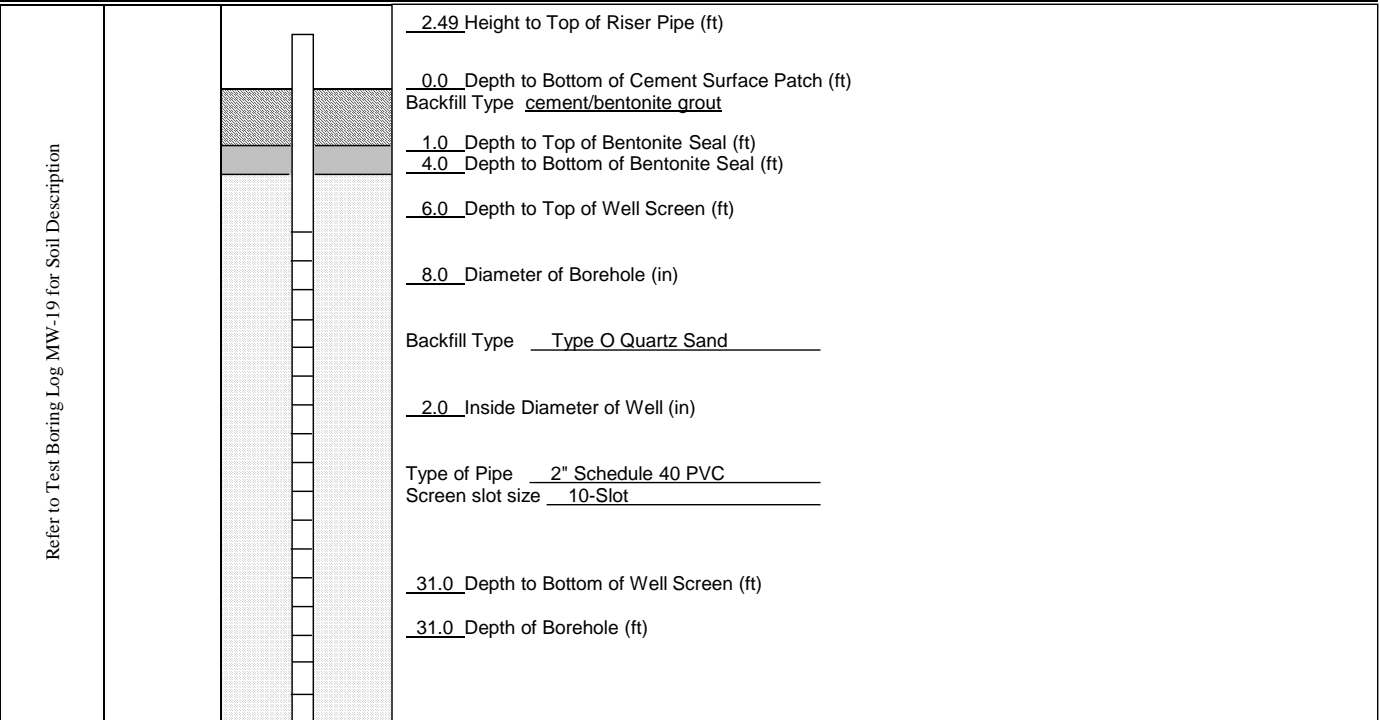 Refer to Test Boring Log MW-19 for Soil Description
2.49 Height to Top of Riser Pipe (ft)
0.0 Depth to Bottom of Cement Surface Patch (ft)
Backfill Type cement/bentonite grout
1.0 Depth to Top of Bentonite Seal (ft)
4.0 Depth to Bottom of Bentonite Seal (ft)
6.0 Depth to Top of Well Screen (ft)
8.0 Diameter of Borehole (in)
Backfill Type Type O Quartz Sand
2.0 Inside Diameter of Well (in)
Type of Pipe 2" Schedule 40 PVC
Screen slot size 10-Slot
31.0 Depth to Bottom of Well Screen (ft)
31.0 Depth of Borehole (ft)